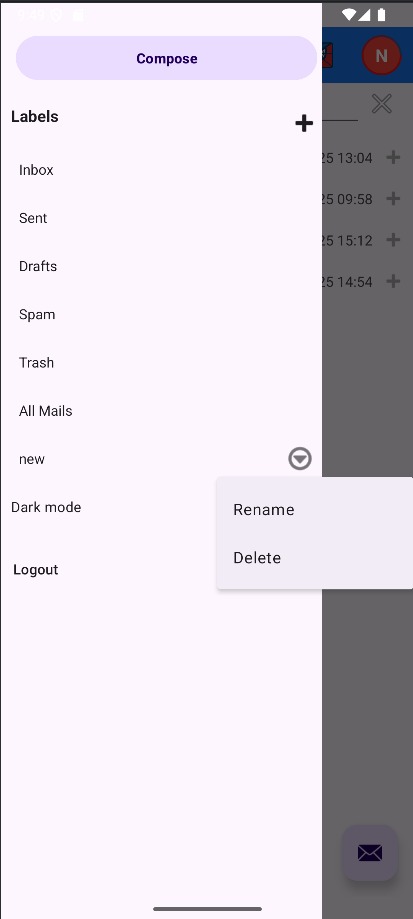 Compose
Labels
Inbox
25 13:04
Sent
25 09:58
Drafts
25 15:12
Spam
25 14:54
Trash
All Mails
new
Dark mode
Rename
Delete
Logout
N